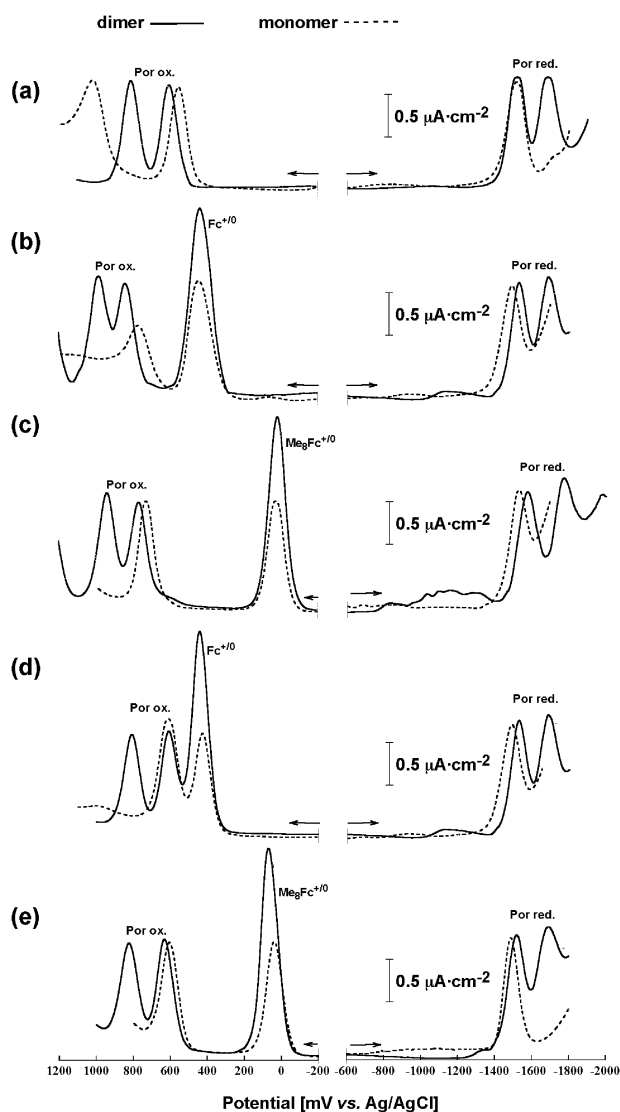 dimer monomer
(a)
Por ox.
Por red.
0.5 µA·cm-2
(b)
Fc+/0
Por ox.
Por red.
0.5 µA·cm-2
(c)
Me8Fc+/0
Por ox.
Por red.
0.5 µA·cm-2
(d)
Fc+/0
Por ox.
Por red.
0.5 µA·cm-2
(e)
Me8Fc+/0
Por ox.
Por red.
0.5 µA·cm-2
1200 1000 800 600 400 200 0 -200 -600 -800 -1000 -1200 -1400 -1600 -1800 -2000
Potential [mV vs. Ag/AgCl]